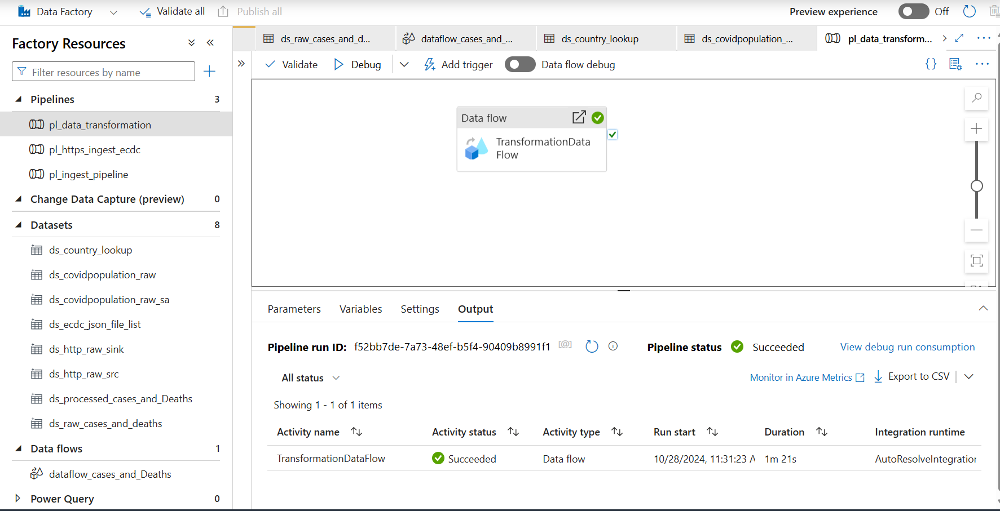 Data Factory
Validate all
Publish all
Preview experience
Off
Factory Resources
Filter resources by name
Pipelines 3
pl_data_transformation
pl_https_ingest_ecdc
pl_ingest_pipeline
Change Data Capture (preview) 0
Datasets 8
ds_country_lookup
ds_covidpopulation_raw
ds_covidpopulation_raw_sa
ds_ecdc_json_file_list
ds_http_raw_sink
ds_http_raw_src
ds_processed_cases_and_Deaths
ds_raw_cases_and_deaths
Data flows 1
dataflow_cases_and_Deaths
Power Query 0
ds_raw_cases_and_d...
dataflow_cases_and_...
ds_country_lookup
ds_covidpopulation_...
pl_data_transform...
Validate
Debug
Add trigger
Data flow debug
{}
Data flow
TransformationData
Flow
Parameters Variables Settings Output
Pipeline run ID: f52bb7de-7a73-48ef-b5f4-90409b8991f1 [@]
Pipeline status Succeeded
View debug run consumption
All status
Monitor in Azure Metrics
Export to CSV
Showing 1 - 1 of 1 items
Activity name Activity status Activity type Run start Duration Integration runtime
TransformationDataFlow Succeeded Data flow 10/28/2024, 11:31:23 A 1m 21s AutoResolveIntegration